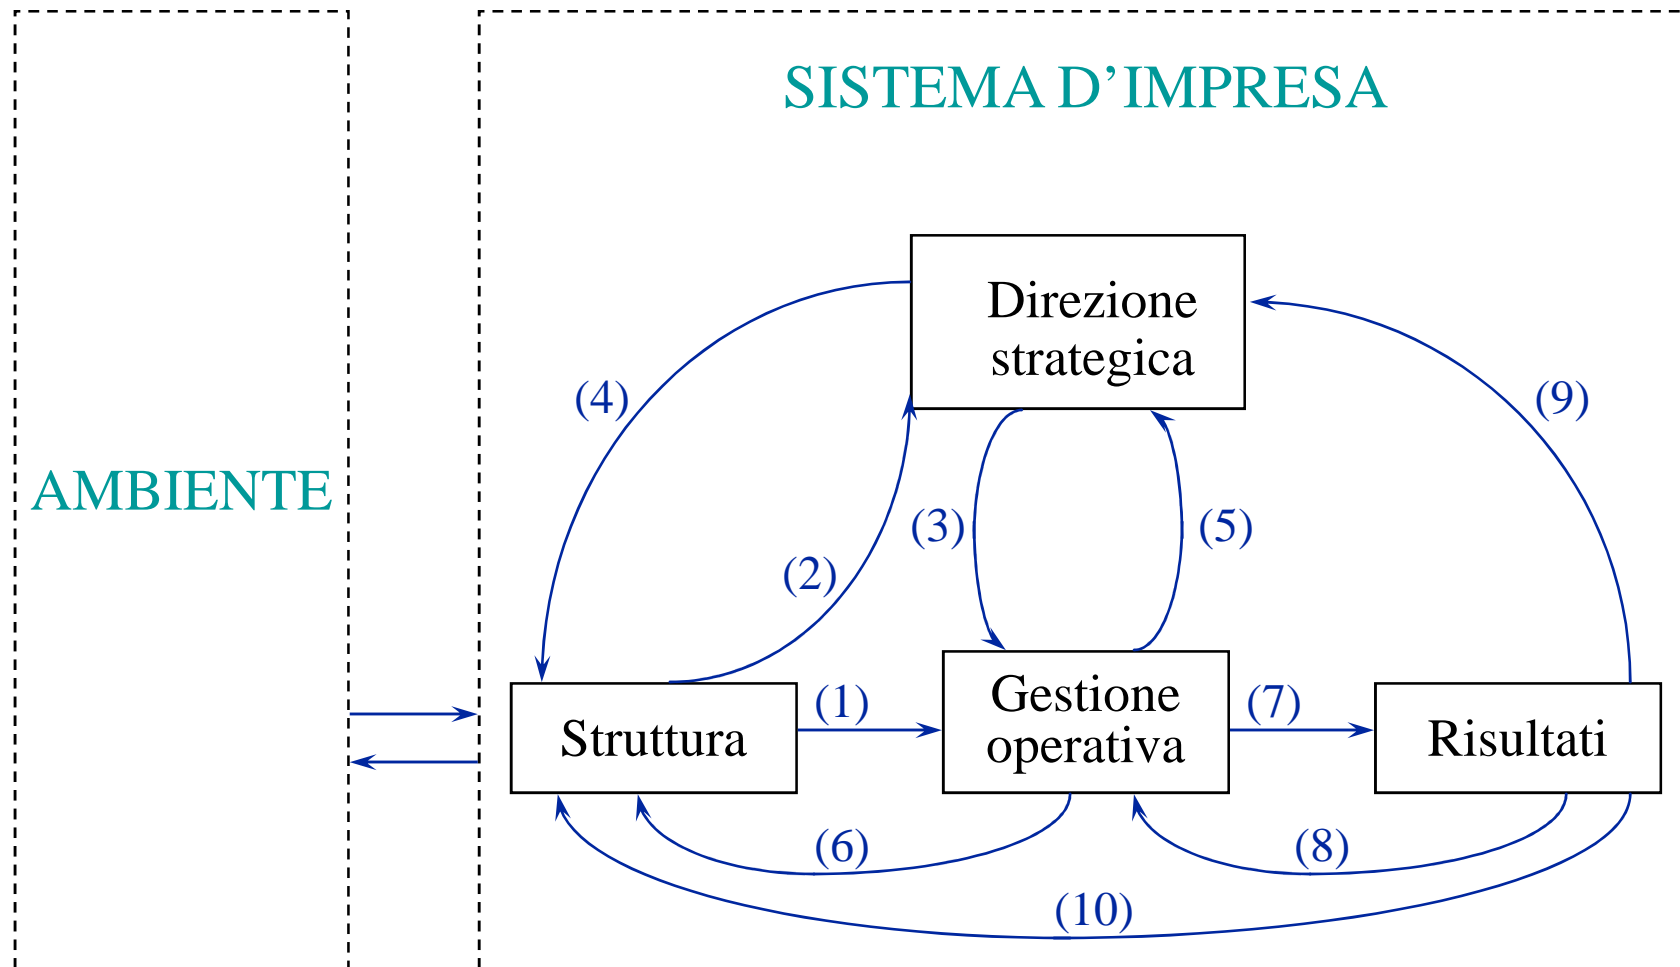 SISTEMA D’IMPRESA
AMBIENTE
Direzione
strategica
(4)
(9)
(3)
(5)
(2)
Struttura
(1)
Gestione
operativa
(7)
Risultati
(6)
(8)
(10)